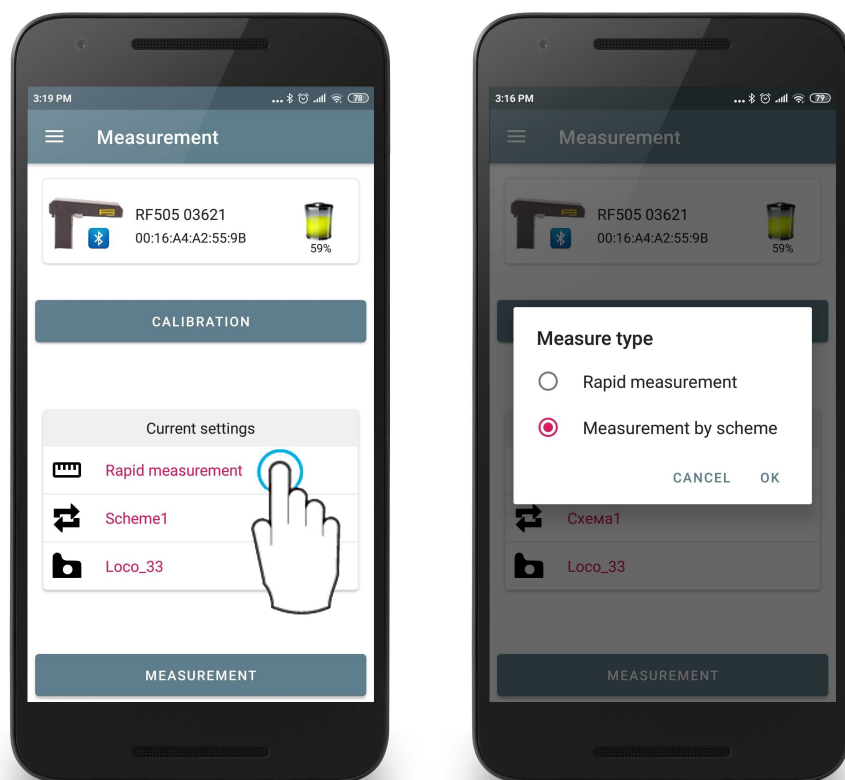 3:19 PM
78
Measurement
RF505 03621
00:16:A4:A2:55:9B
59%
CALIBRATION
Current settings
Rapid measurement
Scheme1
Loco_33
MEASUREMENT
3:16 PM
79
Measurement
RF505 03621
00:16:A4:A2:55:9B
59%
Measure type
Rapid measurement
Measurement by scheme
CANCEL OK
Схема1
Loco_33
MEASUREMENT